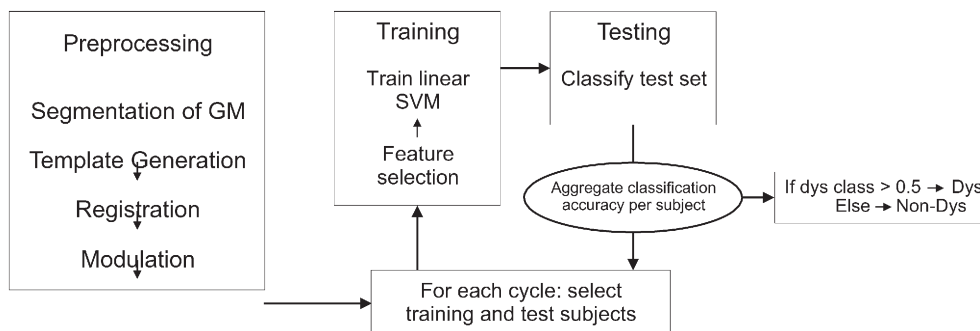 Preprocessing
Segmentation of GM
Template Generation
Registration
Modulation
Training
Train linear
SVM
Feature
selection
Testing
Classify test set
Aggregate classification
accuracy per subject
If dys class > 0.5 → Dys
Else → Non-Dys
For each cycle: select
training and test subjects